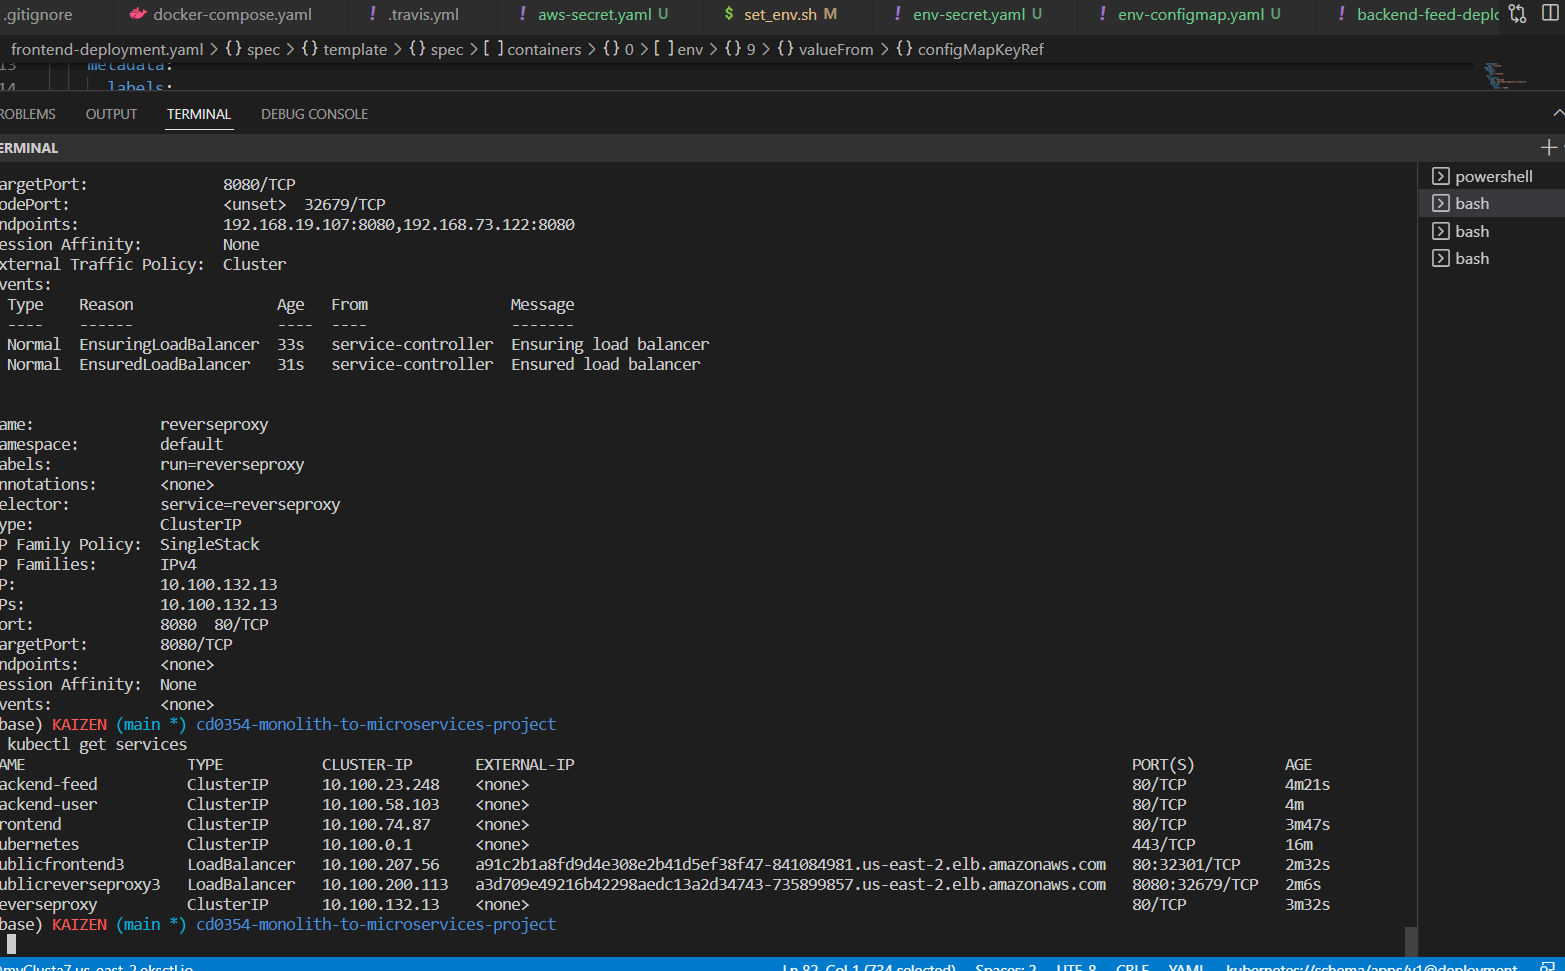 .gitignore docker-compose.yaml ! .travis.yml ! aws-secret.yaml U $ set_env.sh M ! env-secret.yaml U ! env-configmap.yaml U ! backend-feed-deplo
frontend-deployment.yaml > {} spec > {} template > {} spec > [ ] containers > {} 0 > [ ] env > {} 9 > {} valueFrom > {} configMapKeyRef
13 metadata:
14 labels:
ROBLEMS OUTPUT TERMINAL DEBUG CONSOLE
ERMINAL
powershell
bash
bash
bash
argetPort: 8080/TCP
odePort: <unset> 32679/TCP
ndpoints: 192.168.19.107:8080,192.168.73.122:8080
ession Affinity: None
xternal Traffic Policy: Cluster
vents:
Type Reason Age From Message
---- ------ ---- ---- -------
Normal EnsuringLoadBalancer 33s service-controller Ensuring load balancer
Normal EnsuredLoadBalancer 31s service-controller Ensured load balancer
ame: reverseproxy
amespace: default
abels: run=reverseproxy
nnotations: <none>
elector: service=reverseproxy
ype: ClusterIP
P Family Policy: SingleStack
P Families: IPv4
P: 10.100.132.13
Ps: 10.100.132.13
ort: 8080 80/TCP
argetPort: 8080/TCP
ndpoints: <none>
ession Affinity: None
vents: <none>
base) KAIZEN (main *) cd0354-monolith-to-microservices-project
kubectl get services
AME TYPE CLUSTER-IP EXTERNAL-IP PORT(S) AGE
ackend-feed ClusterIP 10.100.23.248 <none> 80/TCP 4m21s
ackend-user ClusterIP 10.100.58.103 <none> 80/TCP 4m
rontend ClusterIP 10.100.74.87 <none> 80/TCP 3m47s
ubernetes ClusterIP 10.100.0.1 <none> 443/TCP 16m
ublicfrontend3 LoadBalancer 10.100.207.56 a91c2b1a8fd9d4e308e2b41d5ef38f47-841084981.us-east-2.elb.amazonaws.com 80:32301/TCP 2m32s
ublicreverseproxy3 LoadBalancer 10.100.200.113 a3d709e49216b42298aedc13a2d34743-735899857.us-east-2.elb.amazonaws.com 8080:32679/TCP 2m6s
everseproxy ClusterIP 10.100.132.13 <none> 80/TCP 3m32s
base) KAIZEN (main *) cd0354-monolith-to-microservices-project
myClusta7.us-east-2.eksctl.io Ln 82, Col 1 (734 selected) Spaces: 2 UTF-8 CRLF YAML kubernetes://schema/apps/v1@deployment